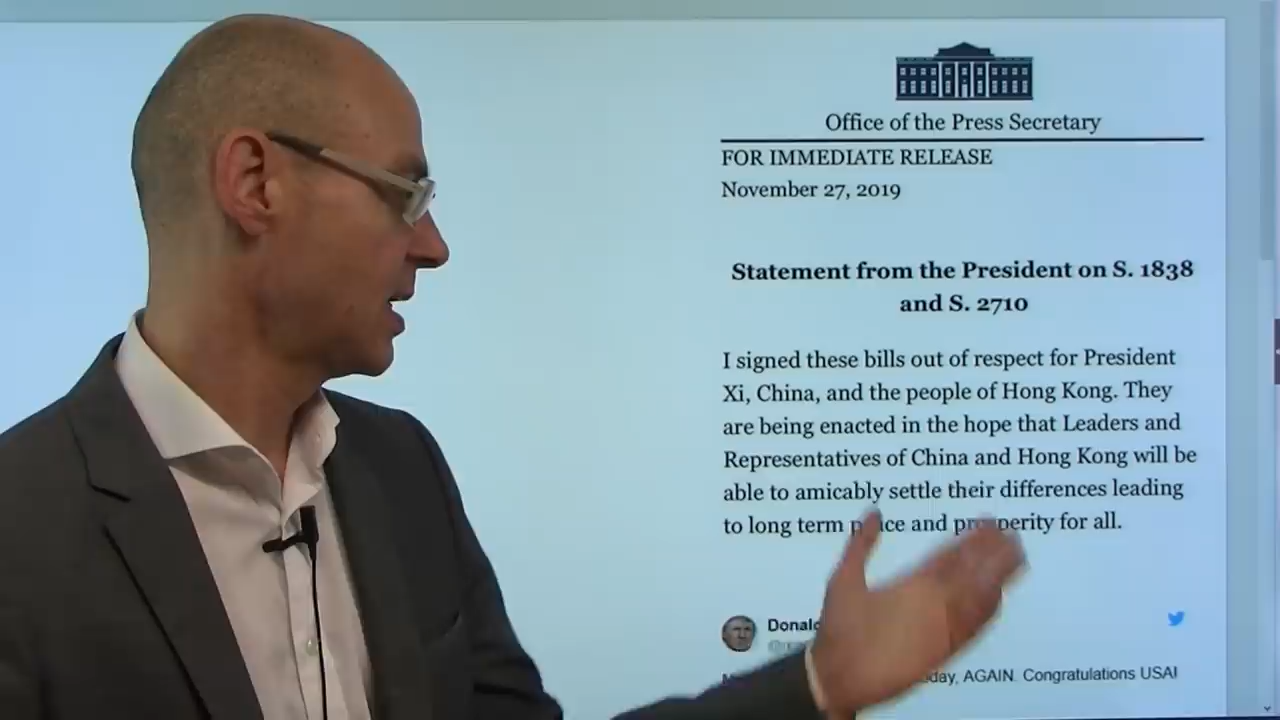 Office of the Press Secretary
FOR IMMEDIATE RELEASE
November 27, 2019
Statement from the President on S. 1838
and S. 2710
I signed these bills out of respect for President
Xi, China, and the people of Hong Kong. They
are being enacted in the hope that Leaders and
Representatives of China and Hong Kong will be
able to amicably settle their differences leading
to long term and for all.
AGAIN. Congratulations USA!